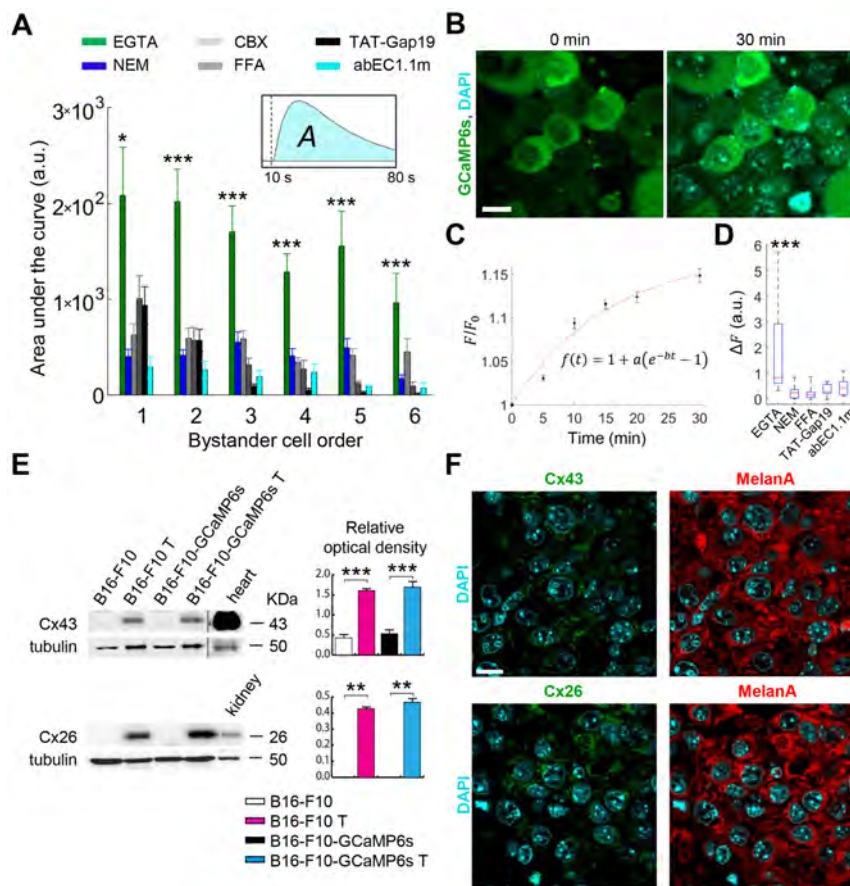 A
EGTA CBX TAT-Gap19
NEM FFA abEC1.1m
Area under the curve (a.u.)
3×10³
2×10²
1×10³
0
* *** *** *** *** ***
A
10 s 80 s
1 2 3 4 5 6
Bystander cell order
B
0 min 30 min
GCaMP6s, DAPI
C
F/F₀
1.15
1.1
1.05
1
f(t) = 1 + a(e^{-bt} − 1)
0 5 10 15 20 30
Time (min)
D
***
ΔF (a.u.)
6
5
4
3
2
1
0
EGTA
NEM
FFA
TAT-Gap19
abEC1.1m
E
B16-F10
B16-F10 T
B16-F10-GCaMP6s
B16-F10-GCaMP6s T
heart
KDa
Cx43 43
tubulin 50
kidney
Cx26 26
tubulin 50
Relative
optical density
*** ***
2.0
1.5
1.0
0.5
0.0
** **
0.5
0.4
0.3
0.2
0.1
0.0
B16-F10
B16-F10 T
B16-F10-GCaMP6s
B16-F10-GCaMP6s T
F
Cx43 MelanA
DAPI
Cx26 MelanA
DAPI